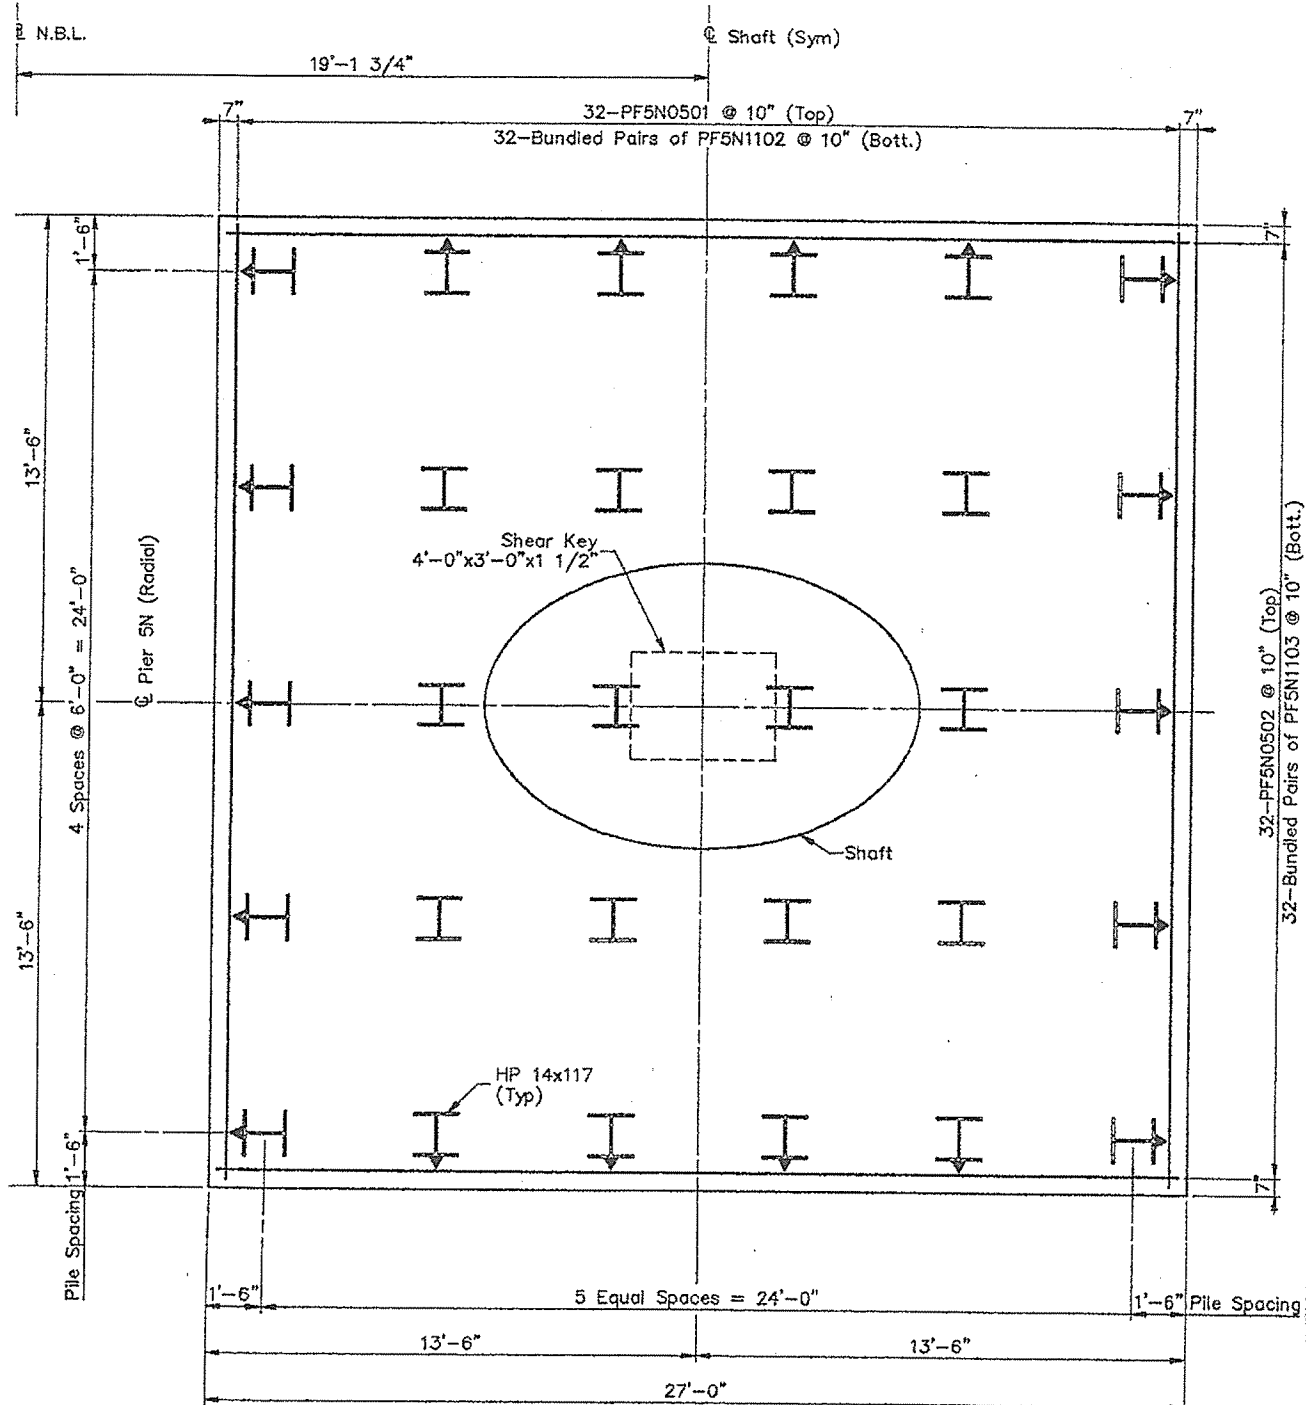 ℄ N.B.L.
℄ Shaft (Sym)
19'-1 3/4"
7"
32-PF5N0501 @ 10" (Top)
7"
32-Bundled Pairs of PF5N1102 @ 10" (Bott.)
1'-6"
7"
13'-6"
4 Spaces @ 6'-0" = 24'-0"
℄ Pier 5N (Radial)
Shear Key
4'-0"x3'-0"x1 1/2"
32-PF5N0502 @ 10" (Top)
32-Bundled Pairs of PF5N1103 @ 10" (Bott.)
Shaft
13'-6"
HP 14x117
(Typ)
Pile Spacing 1'-6"
7"
1'-6"
5 Equal Spaces = 24'-0"
1'-6" Pile Spacing
13'-6"
13'-6"
27'-0"